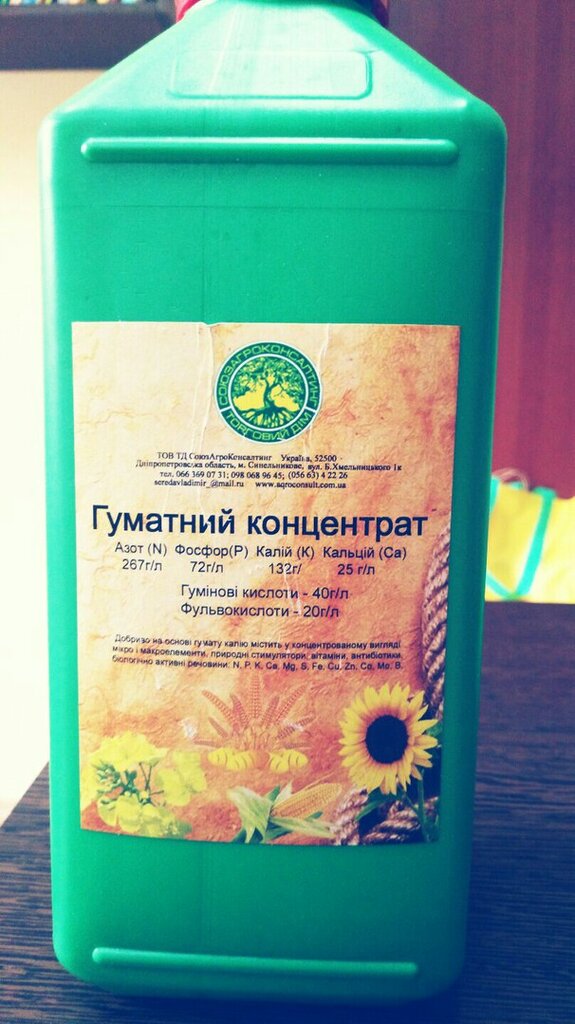 СОЮЗАГРОКОНСАЛТИНГ
ТОРГОВИЙ ДІМ
ТОВ ТД СоюзАгроКонсалтинг Україна, 52500
Дніпропетровська область, м. Синельникове, вул. Б.Хмельницького 1к
тел. 066 369 07 31; 098 068 96 45; (056 63) 4 22 26
seredavladimir_@mail.ru www.aqroconsult.com.ua
Гуматний концентрат
Азот (N) Фосфор(Р) Калій (К) Кальцій (Са)
267г/л 72г/л 132г/ 25 г/л
Гумінові кислоти - 40г/л
Фульвокислоти - 20г/л
Добриво на основі гумату калію містить у концентрованому вигляді
мікро і макроелементи, природні стимулятори, вітаміни, антибіотики,
біологічно активні речовини: N, P, K, Ca, Mg, S, Fe, Cu, Zn, Co, Mo, B.